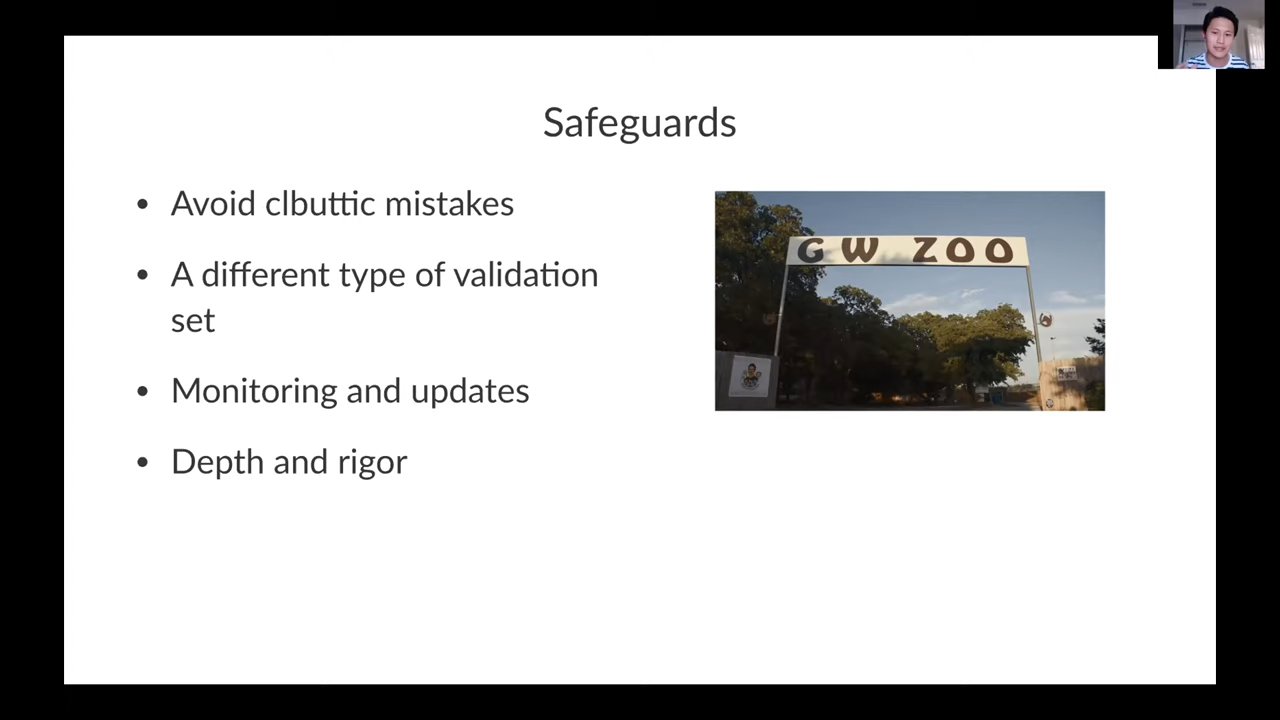 Safeguards
• Avoid clbuttic mistakes
• A different type of validation
set
• Monitoring and updates
• Depth and rigor
GW ZOO